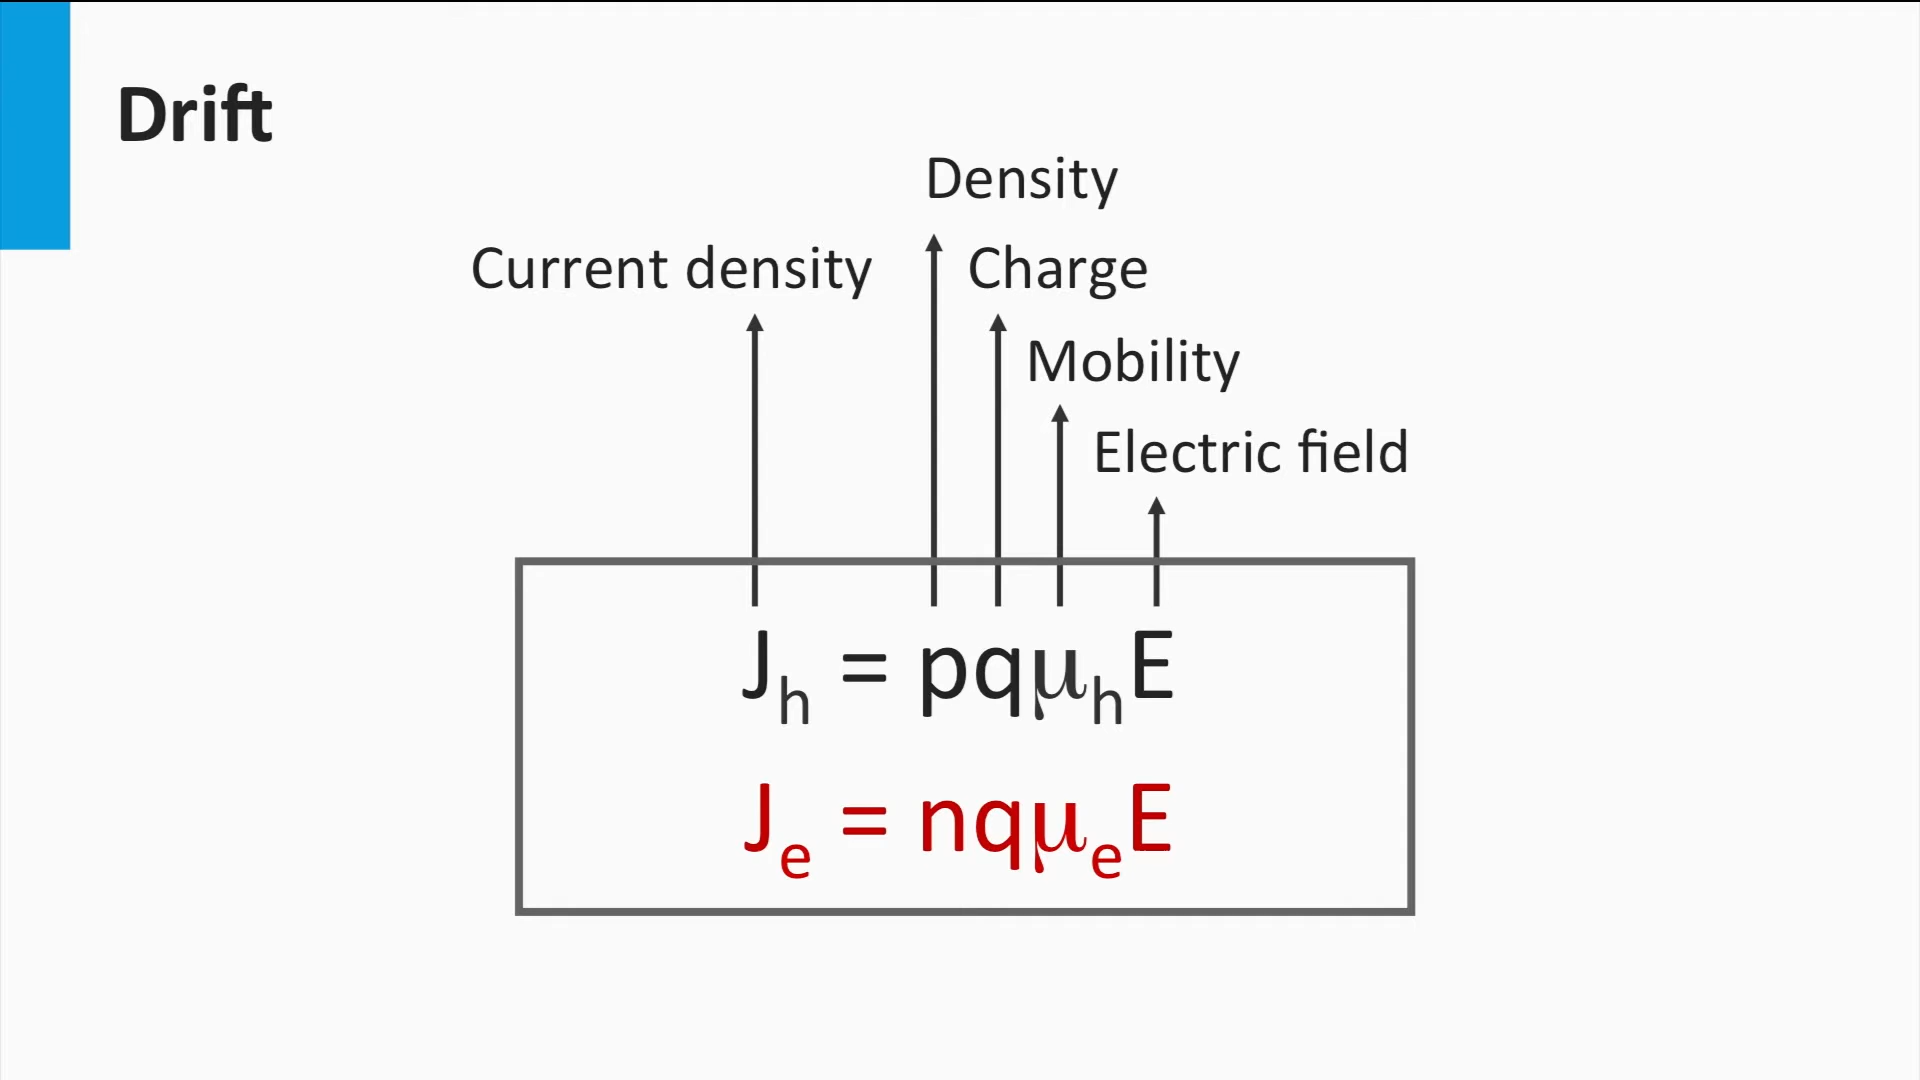 Drift
Density
Current density
Charge
Mobility
Electric field
Jₕ = pqμₕE
Jₑ = nqμₑE